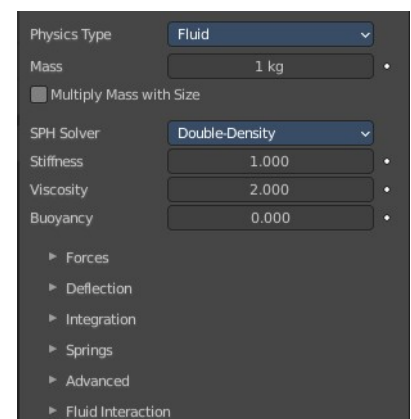 Physics Type Fluid
Mass 1 kg
Multiply Mass with Size
SPH Solver Double-Density
Stiffness 1.000
Viscosity 2.000
Buoyancy 0.000
Forces
Deflection
Integration
Springs
Advanced
Fluid Interaction